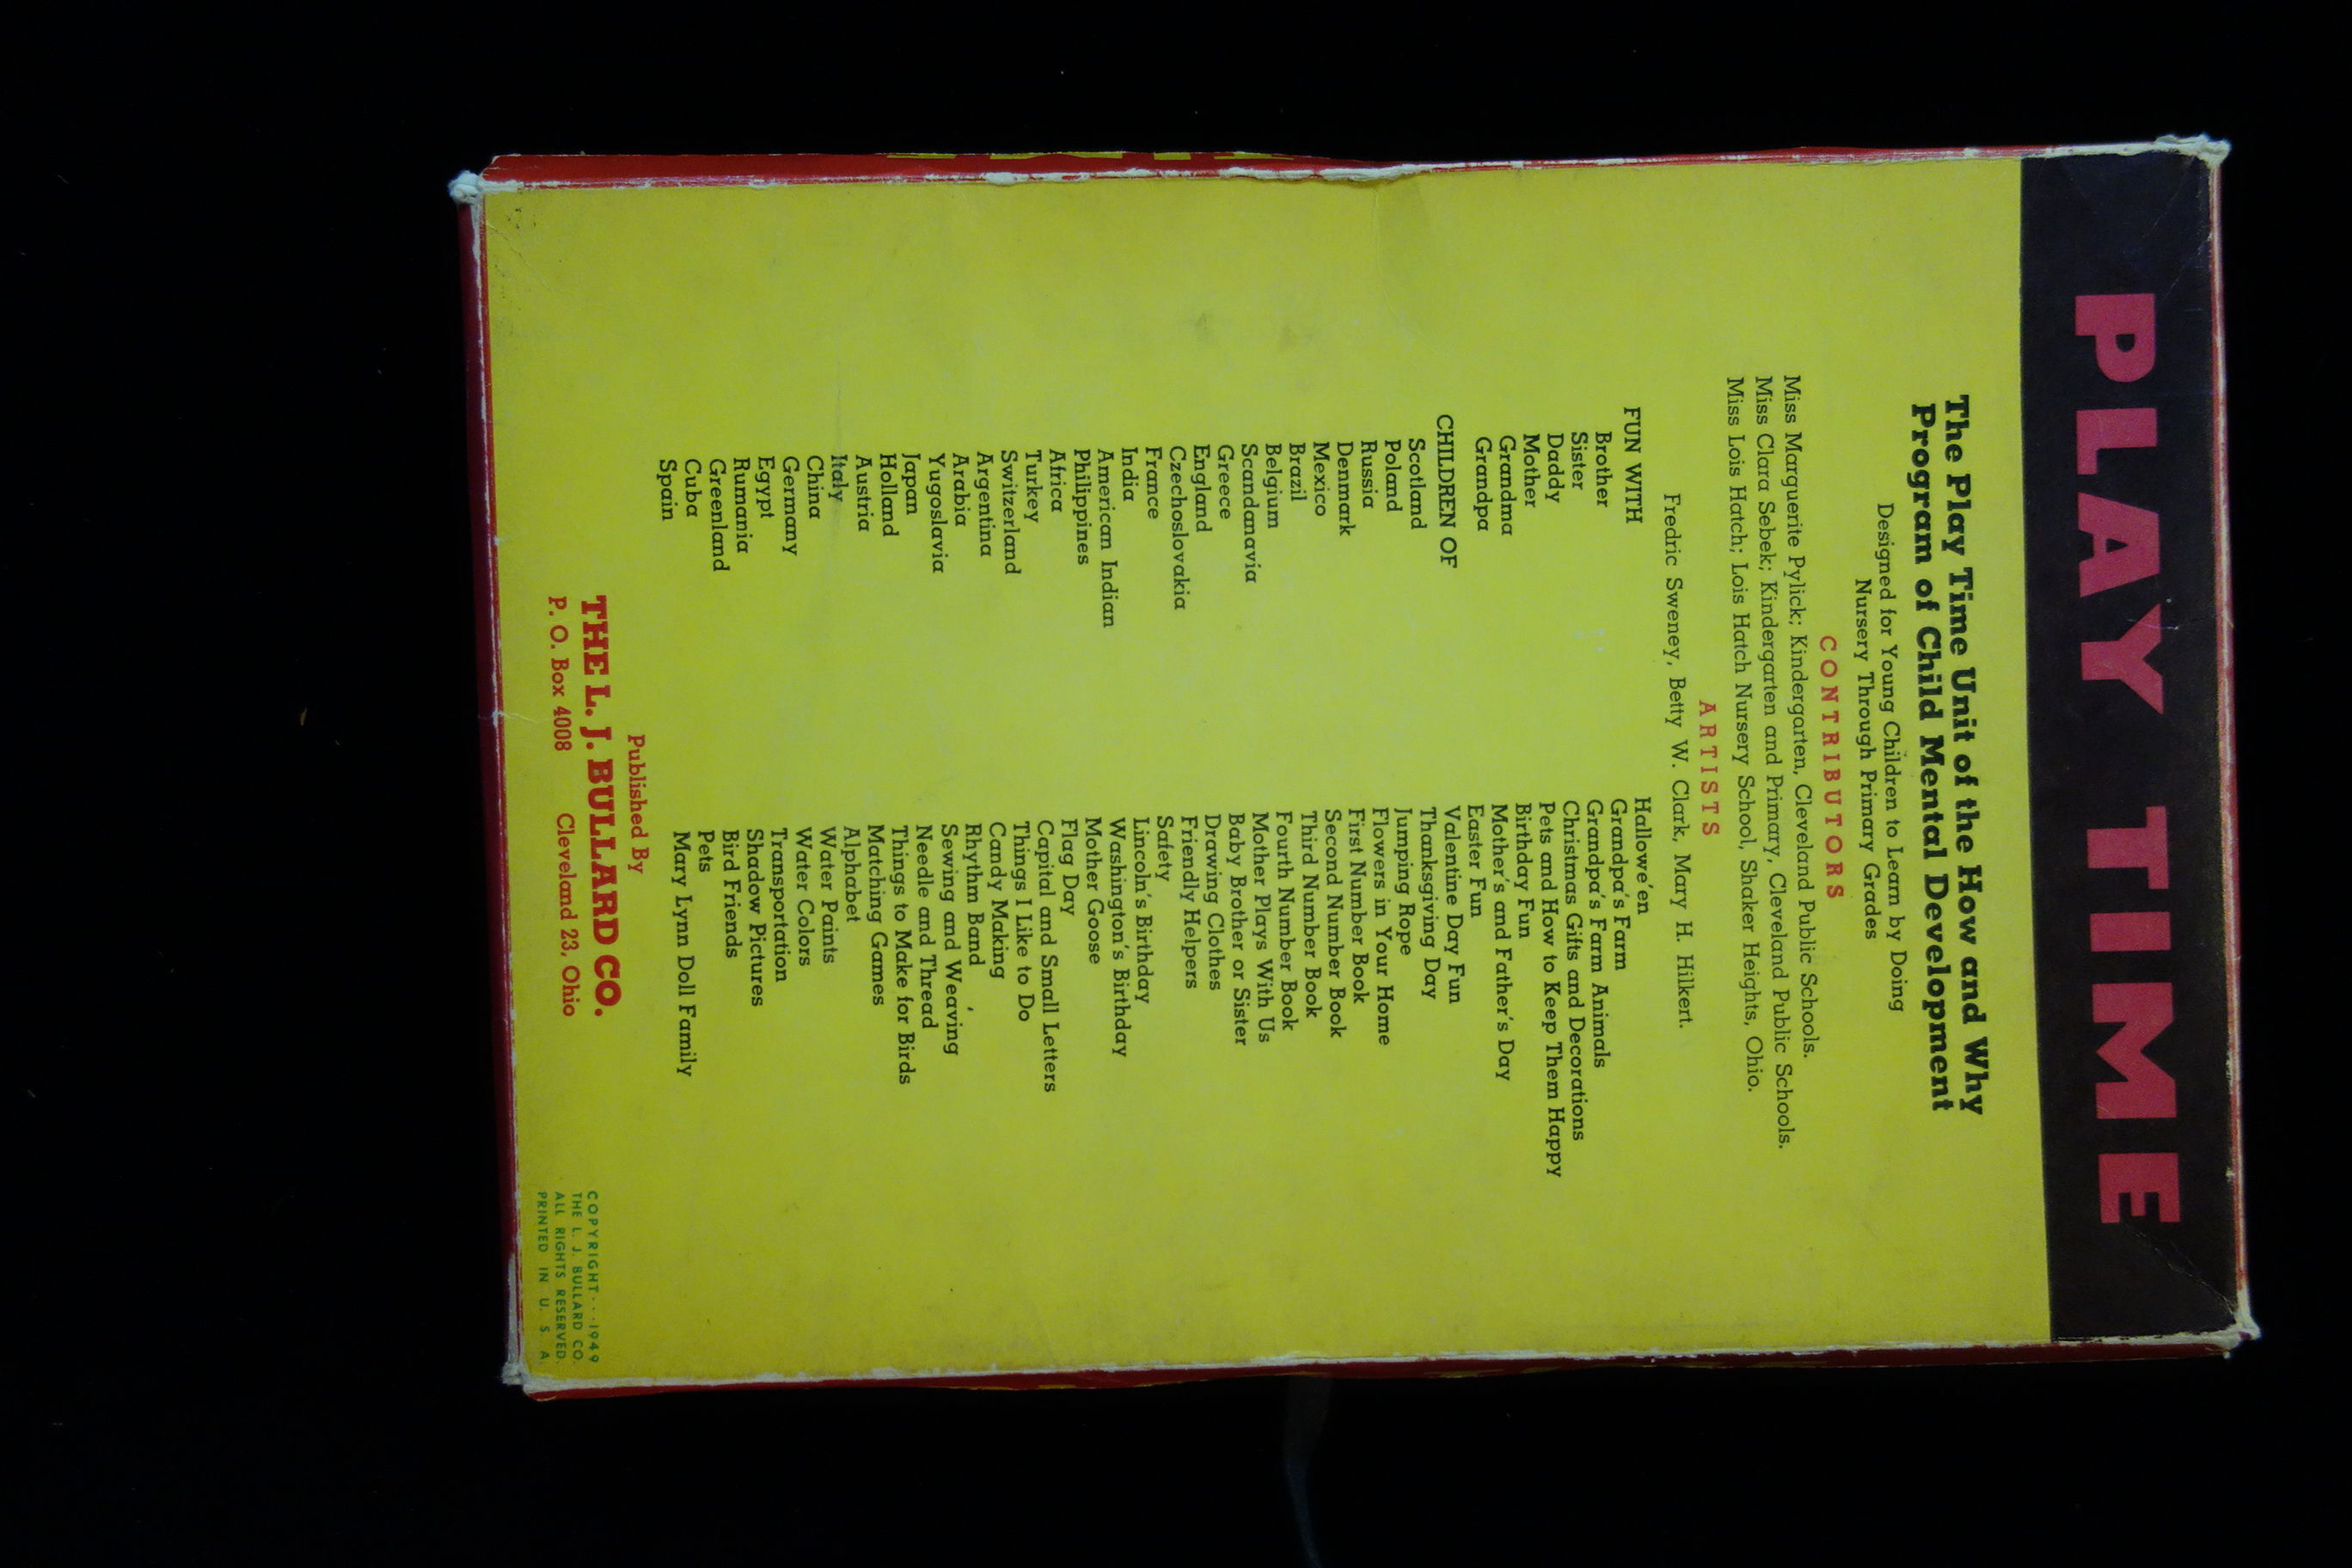 PLAY TIME
The Play Time Unit of the How and Why
Program of Child Mental Development
Designed for Young Children to Learn by Doing
Nursery Through Primary Grades
CONTRIBUTORS
Miss Marguerite Pylick; Kindergarten, Cleveland Public Schools.
Miss Clara Sebek; Kindergarten and Primary, Cleveland Public Schools.
Miss Lois Hatch; Lois Hatch Nursery School, Shaker Heights, Ohio.
ARTISTS
Fredric Sweney, Betty W. Clark, Mary H. Hilkert.
FUN WITH
Brother
Sister
Daddy
Mother
Grandma
Grandpa
CHILDREN OF
Scotland
Poland
Russia
Denmark
Mexico
Brazil
Belgium
Scandanavia
Greece
England
Czechoslovakia
France
India
American Indian
Philippines
Africa
Turkey
Switzerland
Argentina
Arabia
Yugoslavia
Japan
Holland
Austria
Italy
China
Germany
Egypt
Rumania
Greenland
Cuba
Spain
Hallowe'en
Grandpa's Farm
Grandpa's Farm Animals
Christmas Gifts and Decorations
Pets and How to Keep Them Happy
Birthday Fun
Mother's and Father's Day
Easter Fun
Valentine Day Fun
Thanksgiving Day
Jumping Rope
Flowers in Your Home
First Number Book
Second Number Book
Third Number Book
Fourth Number Book
Mother Plays With Us
Baby Brother or Sister
Drawing Clothes
Friendly Helpers
Safety
Lincoln's Birthday
Washington's Birthday
Mother Goose
Flag Day
Capital and Small Letters
Things I Like to Do
Candy Making
Rhythm Band
Sewing and Weaving
Needle and Thread
Things to Make for Birds
Matching Games
Alphabet
Water Paints
Water Colors
Transportation
Shadow Pictures
Bird Friends
Pets
Mary Lynn Doll Family
Published By
THE L. J. BULLARD CO.
P. O. Box 4008 Cleveland 23, Ohio
COPYRIGHT · · · 1949
THE L. J. BULLARD CO.
ALL RIGHTS RESERVED.
PRINTED IN U. S. A.